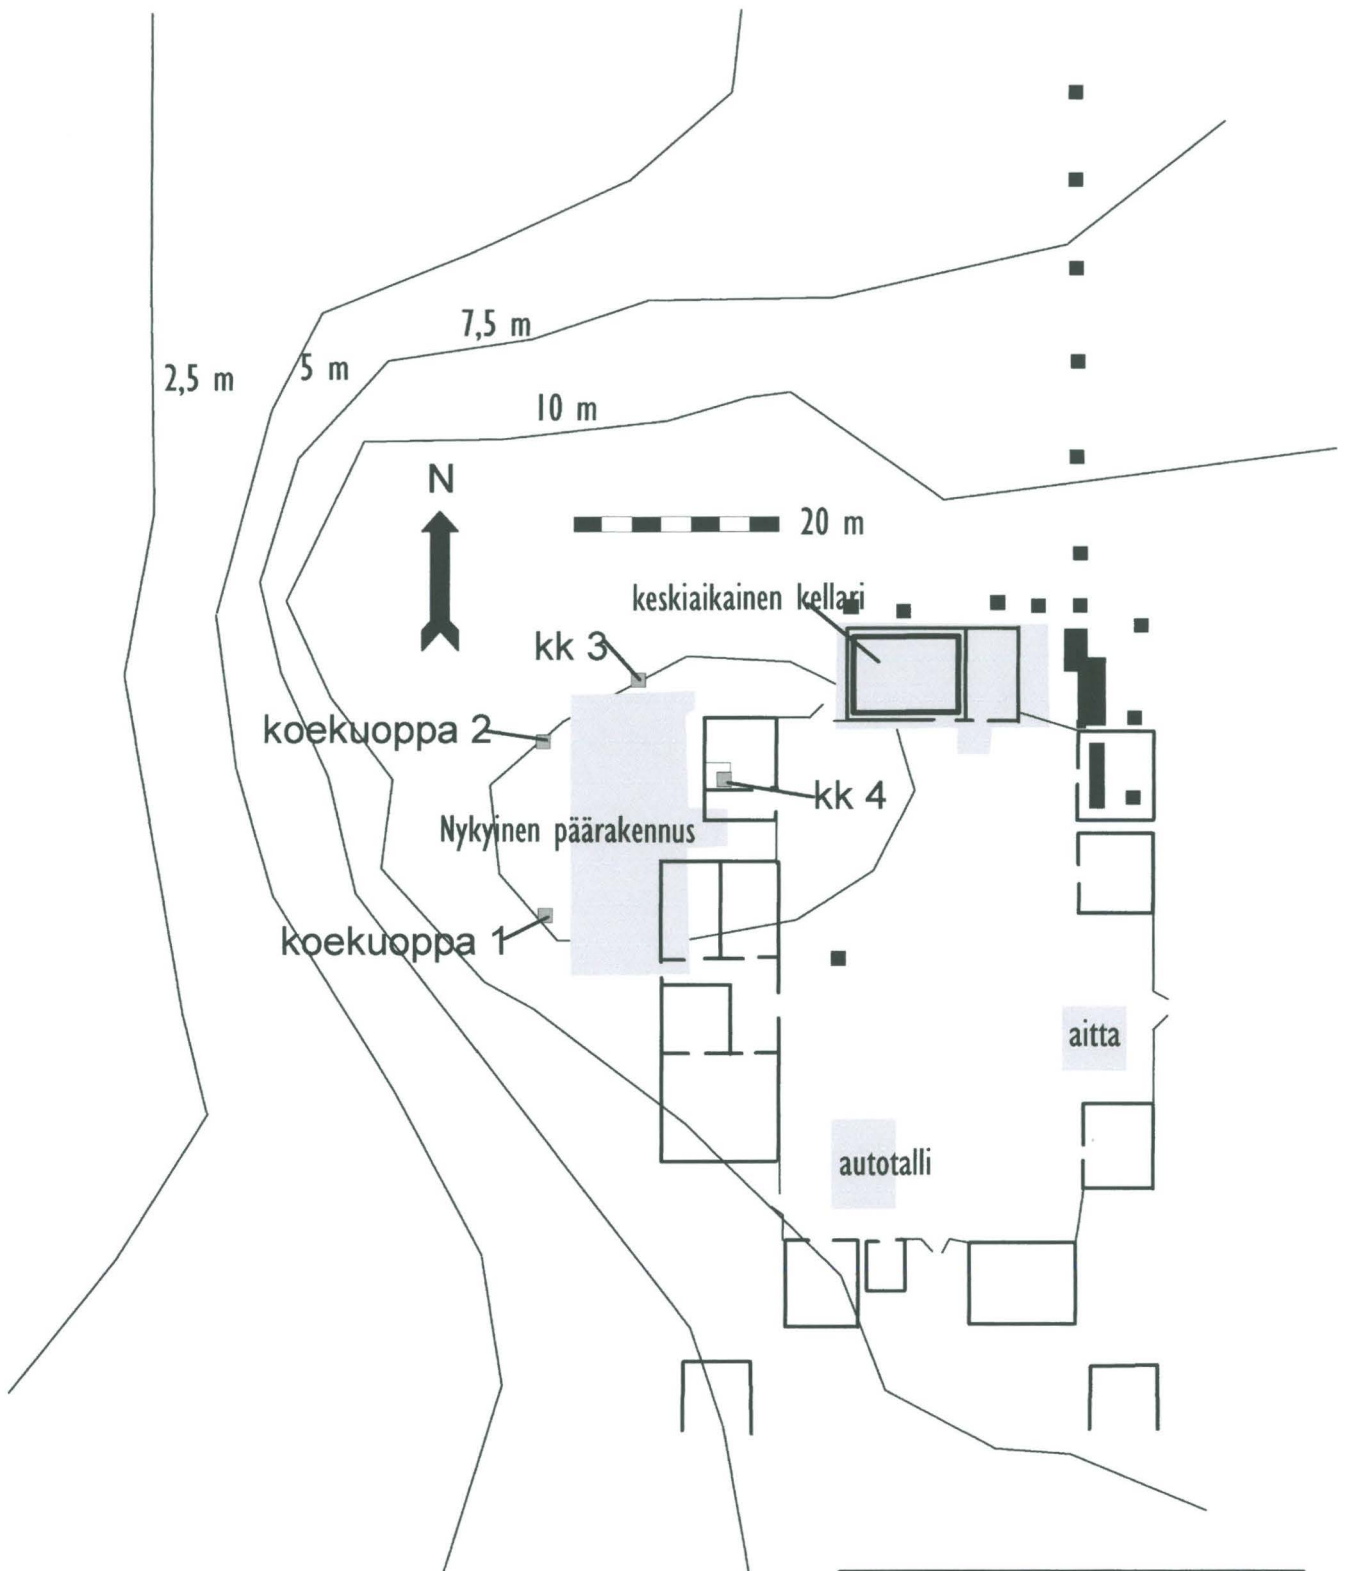 7,5 m
5 m
2,5 m
10 m
N
20 m
keskiaikainen kellari
kk 3
koekuoppa 2
kk 4
Nykyinen päärakennus
koekuoppa 1
aitta
autotalli